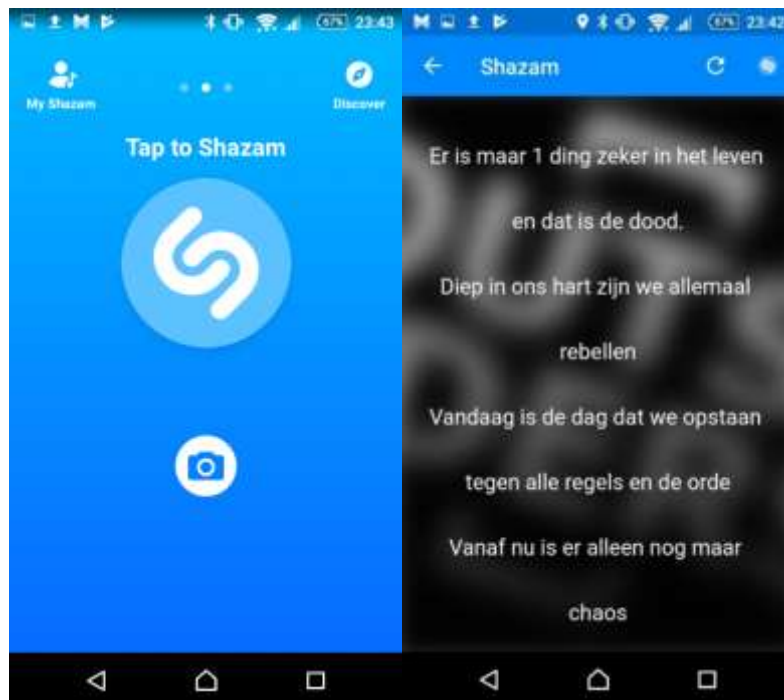 67% 23:43
My Shazam
Discover
Tap to Shazam
67% 23:42
Shazam
Er is maar 1 ding zeker in het leven
en dat is de dood.
Diep in ons hart zijn we allemaal
rebellen
Vandaag is de dag dat we opstaan
tegen alle regels en de orde
Vanaf nu is er alleen nog maar
chaos